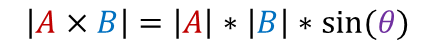 |A × B| = |A| * |B| * sin(θ)